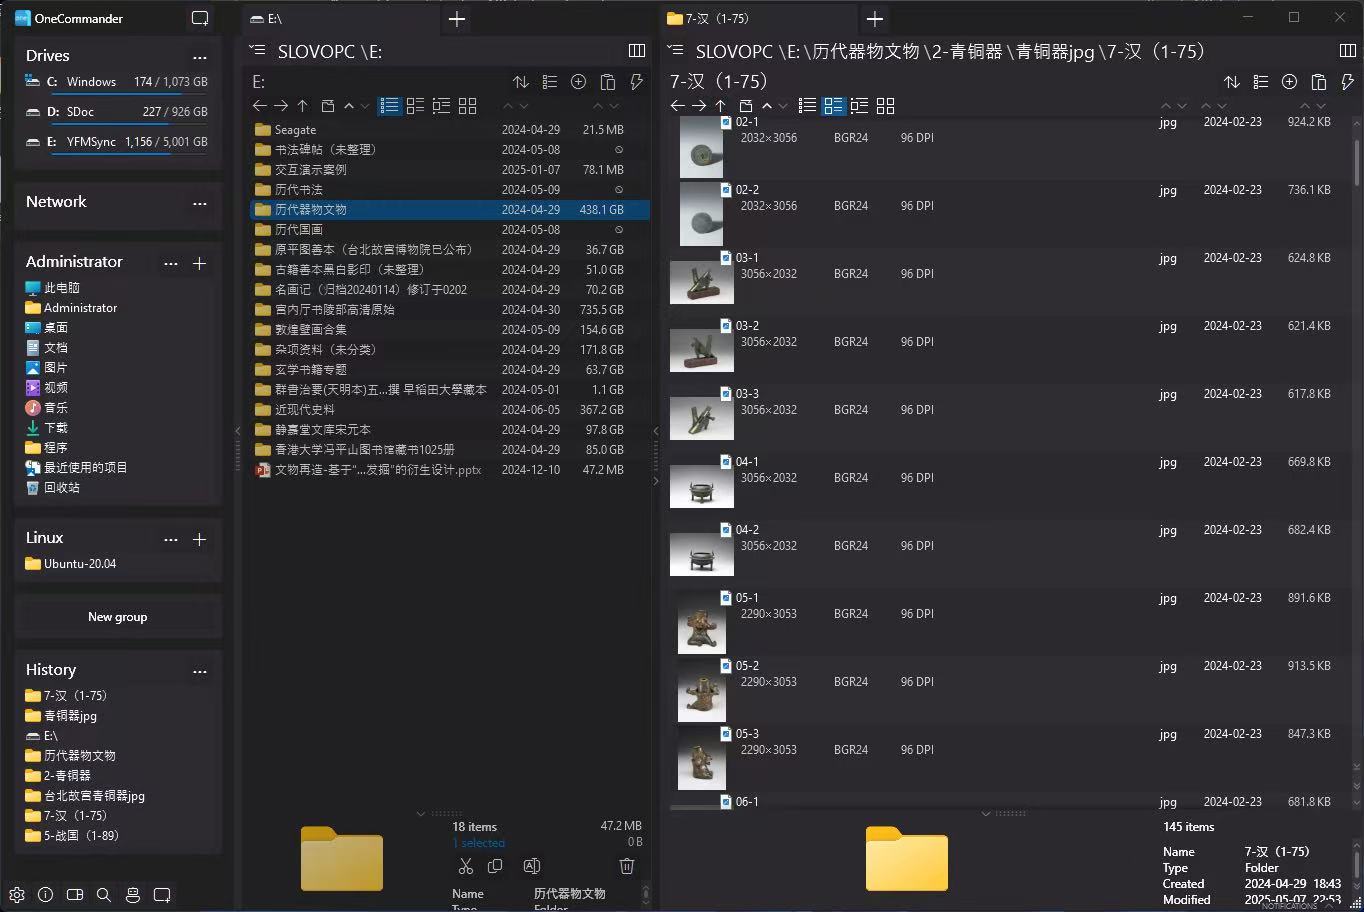 OneCommander
Drives
C: Windows 174 / 1,073 GB
D: SDoc 227 / 926 GB
E: YFMSync 1,156 / 5,001 GB
Network
Administrator
此电脑
Administrator
桌面
文档
图片
视频
音乐
下载
程序
最近使用的项目
回收站
Linux
Ubuntu-20.04
New group
History
7-汉（1-75）
青铜器jpg
E:\
历代器物文物
2-青铜器
台北故宫青铜器jpg
7-汉（1-75）
5-战国（1-89）
E:\
SLOVOPC \E:
E:
Seagate 2024-04-29 21.5 MB
书法碑帖（未整理） 2024-05-08
交互演示案例 2025-01-07 78.1 MB
历代书法 2024-05-09
历代器物文物 2024-04-29 438.1 GB
历代国画 2024-05-08
原平图善本（台北故宫博物院巳公布） 2024-04-29 36.7 GB
古籍善本黑白影印（未整理） 2024-04-29 51.0 GB
名画记（归档20240114）修订于0202 2024-04-29 70.2 GB
宫内厅书陵部高清原始 2024-04-30 735.5 GB
敦煌壁画合集 2024-05-09 154.6 GB
杂项资料（未分类） 2024-04-29 171.8 GB
玄学书籍专题 2024-04-29 63.7 GB
群書治要(天明本)五...撰 早稻田大學藏本 2024-05-01 1.1 GB
近现代史料 2024-06-05 367.2 GB
静嘉堂文库宋元本 2024-04-29 97.8 GB
香港大学冯平山图书馆藏书1025册 2024-04-29 85.0 GB
文物再造-基于“...发掘”的衍生设计.pptx 2024-12-10 47.2 MB
18 items 47.2 MB
1 selected 0 B
Name 历代器物文物
Type Folder
7-汉（1-75）
SLOVOPC \E: \历代器物文物 \2-青铜器 \青铜器jpg \7-汉（1-75）
7-汉（1-75）
02-1 jpg 2024-02-23 924.2 KB
2032×3056 BGR24 96 DPI
02-2 jpg 2024-02-23 736.1 KB
2032×3056 BGR24 96 DPI
03-1 jpg 2024-02-23 624.8 KB
3056×2032 BGR24 96 DPI
03-2 jpg 2024-02-23 621.4 KB
3056×2032 BGR24 96 DPI
03-3 jpg 2024-02-23 617.8 KB
3056×2032 BGR24 96 DPI
04-1 jpg 2024-02-23 669.8 KB
3056×2032 BGR24 96 DPI
04-2 jpg 2024-02-23 682.4 KB
3056×2032 BGR24 96 DPI
05-1 jpg 2024-02-23 891.6 KB
2290×3053 BGR24 96 DPI
05-2 jpg 2024-02-23 913.5 KB
2290×3053 BGR24 96 DPI
05-3 jpg 2024-02-23 847.3 KB
2290×3053 BGR24 96 DPI
06-1 jpg 2024-02-23 681.8 KB
145 items
Name 7-汉（1-75）
Type Folder
Created 2024-04-29 18:43
Modified 2025-05-07 22:53
NOTIFICATIONS